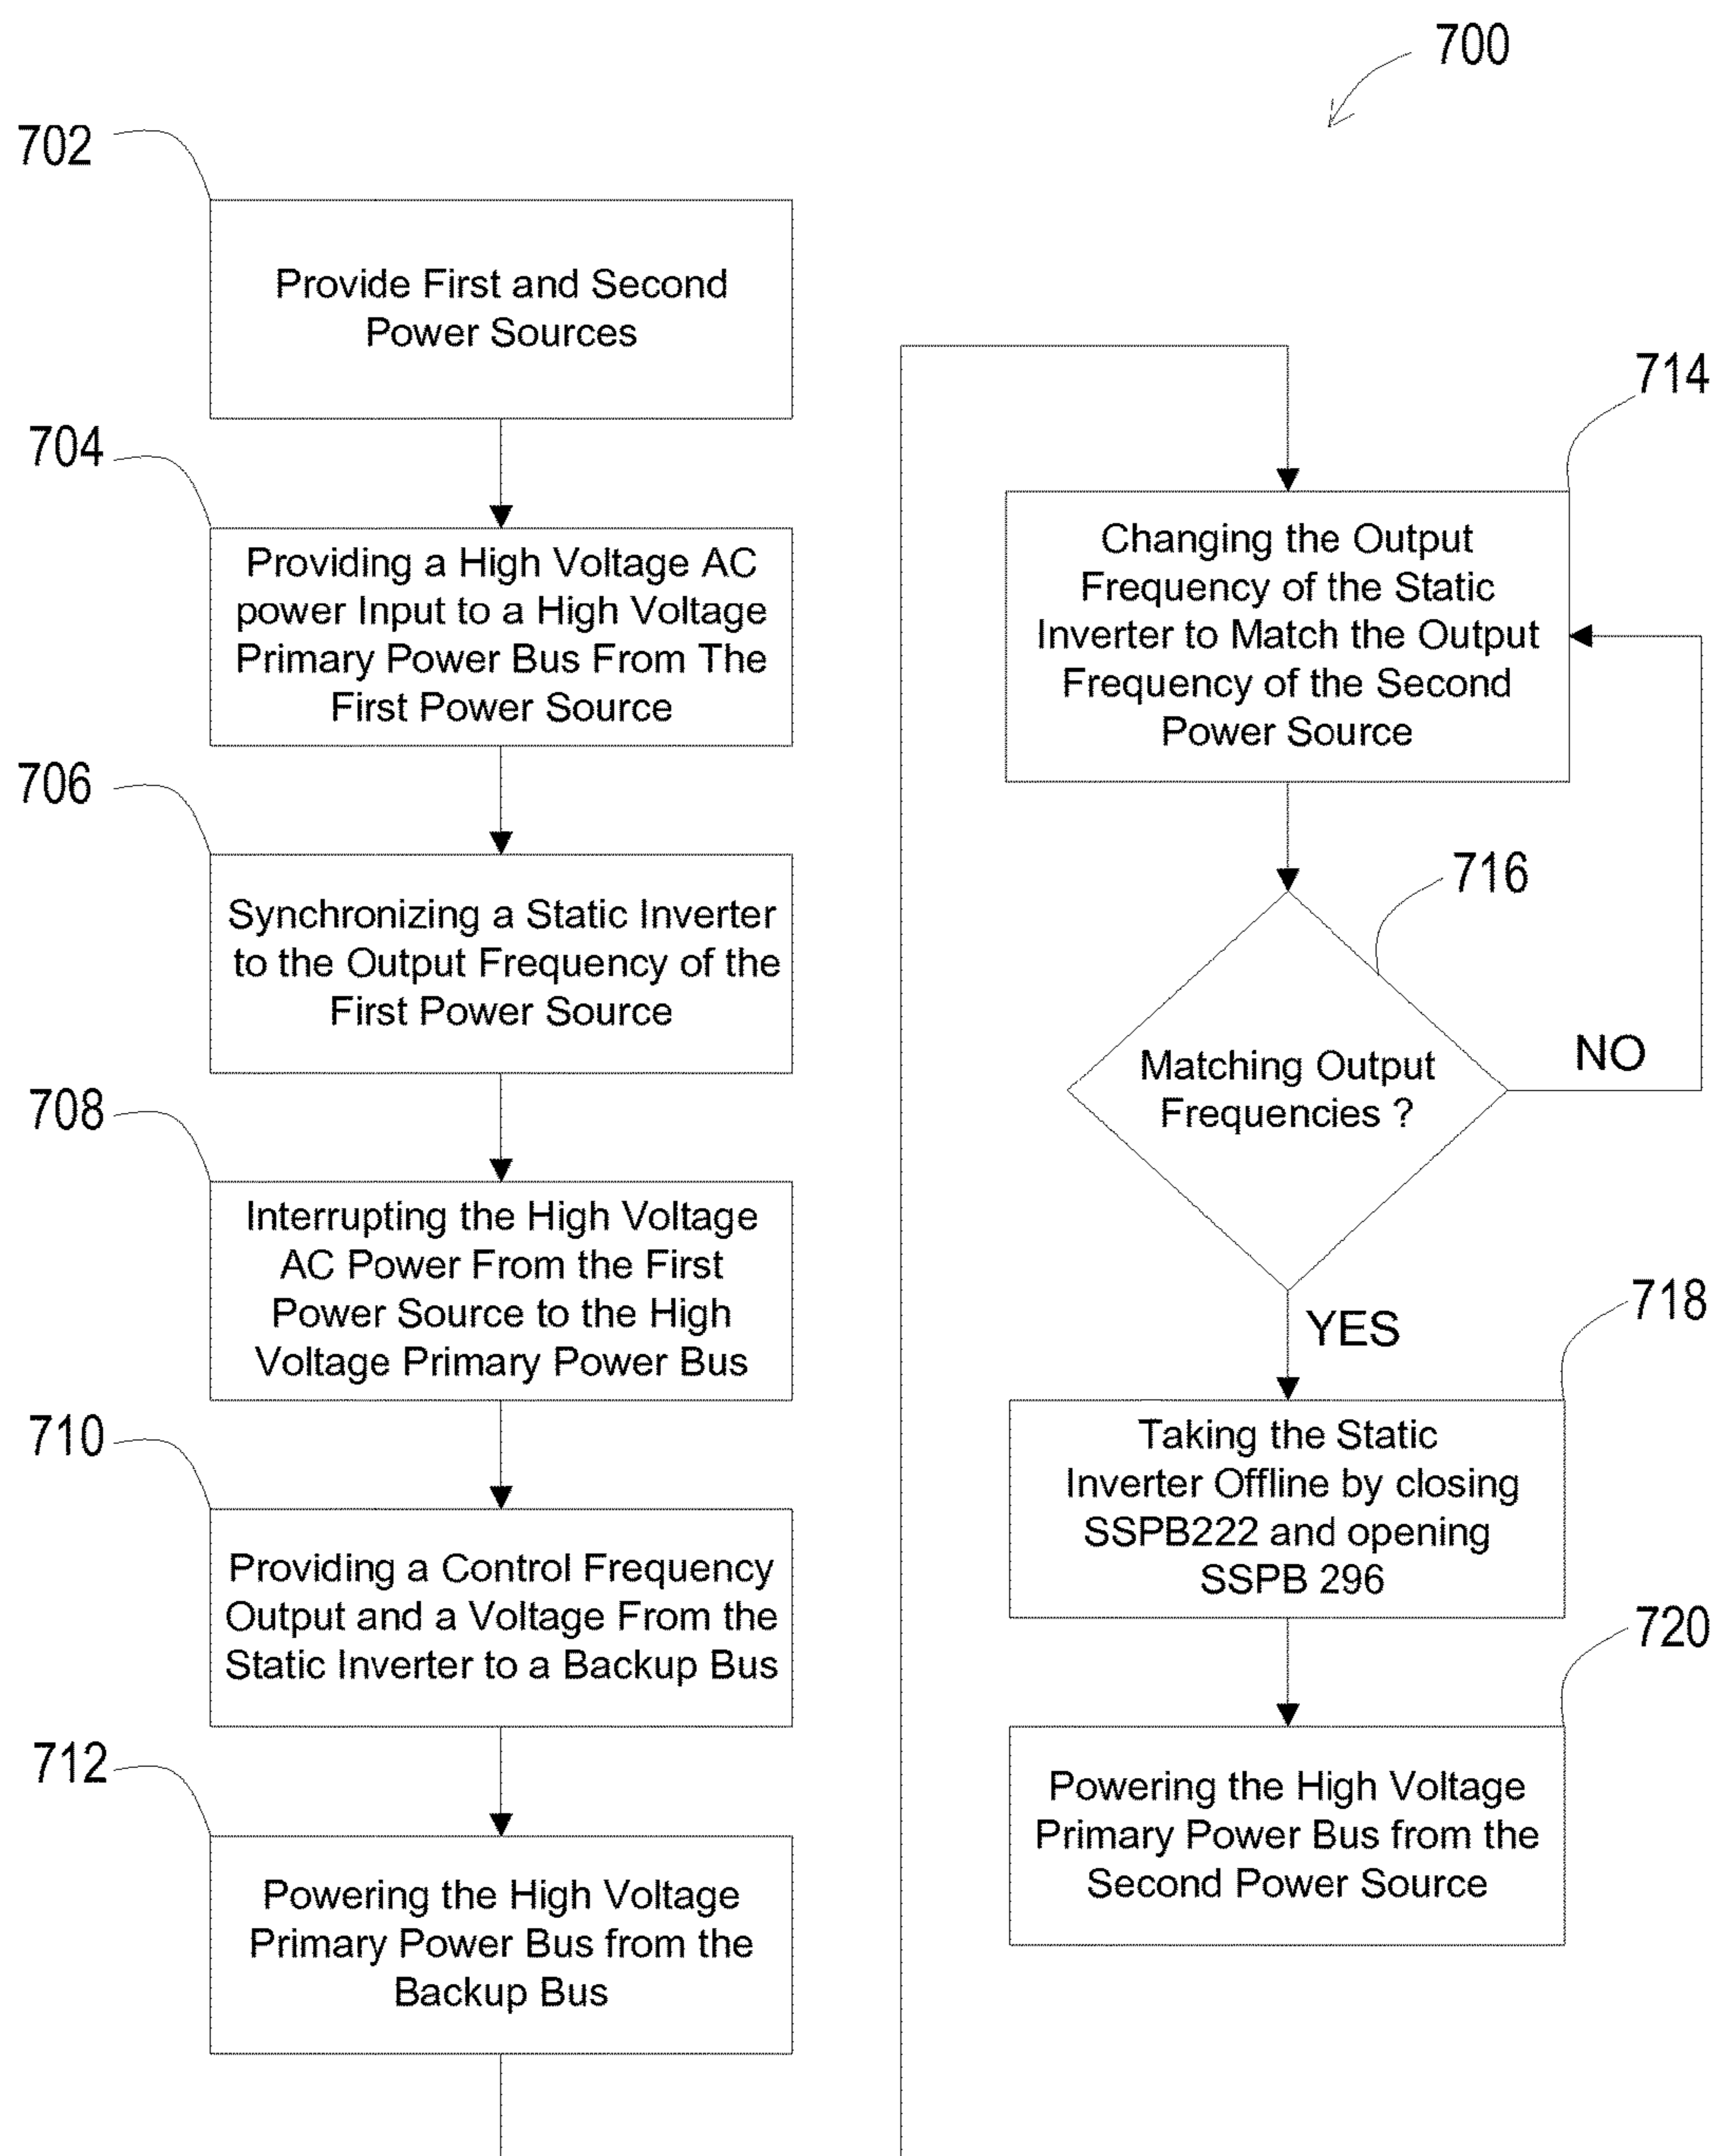 700
702
Provide First and Second
Power Sources
704
Providing a High Voltage AC
power Input to a High Voltage
Primary Power Bus From The
First Power Source
706
Synchronizing a Static Inverter
to the Output Frequency of the
First Power Source
708
Interrupting the High Voltage
AC Power From the First
Power Source to the High
Voltage Primary Power Bus
710
Providing a Control Frequency
Output and a Voltage From the
Static Inverter to a Backup Bus
712
Powering the High Voltage
Primary Power Bus from the
Backup Bus
714
Changing the Output
Frequency of the Static
Inverter to Match the Output
Frequency of the Second
Power Source
716
Matching Output
Frequencies ?
NO
YES
718
Taking the Static
Inverter Offline by closing
SSPB222 and opening
SSPB 296
720
Powering the High Voltage
Primary Power Bus from the
Second Power Source